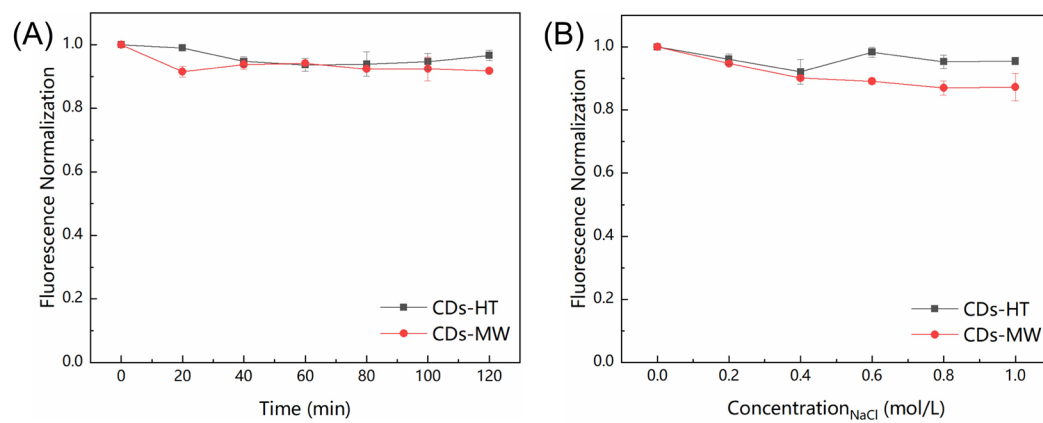 (A)
Fluorescence Normalization
1.0
0.8
0.6
0.4
0.2
0.0
0 20 40 60 80 100 120
Time (min)
CDs-HT
CDs-MW
(B)
Fluorescence Normalization
1.0
0.8
0.6
0.4
0.2
0.0
0.0 0.2 0.4 0.6 0.8 1.0
Concentration_NaCl (mol/L)
CDs-HT
CDs-MW